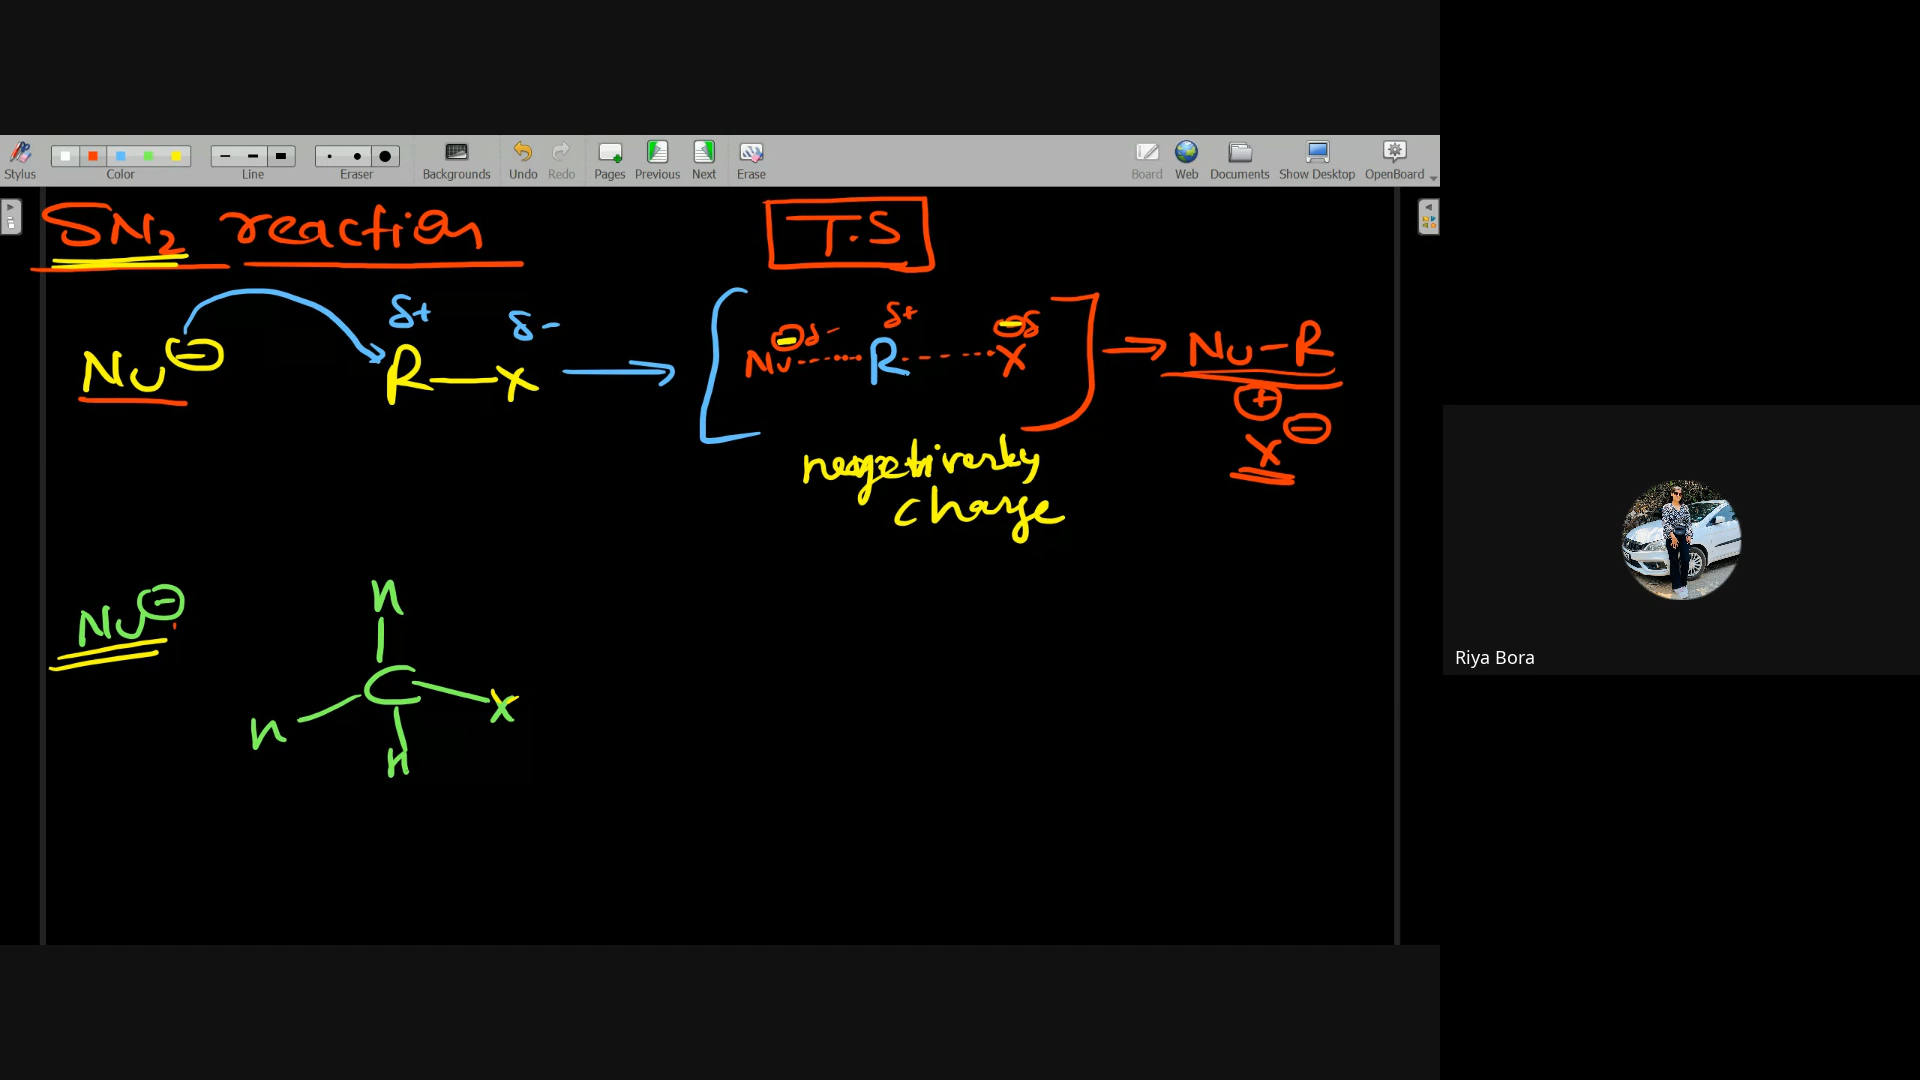 Stylus Color Line Eraser Backgrounds Undo Redo Pages Previous Next Erase Board Web Documents Show Desktop OpenBoard
SN2 reaction
T.S
δ+ δ-
Nu⊖ R—X → [Nu⊖δ- ----- R δ+ ----- X⊖δ] → Nu—R
⊕
X⊖
charge
Nu⊖
H
C
H X
H
Riya Bora